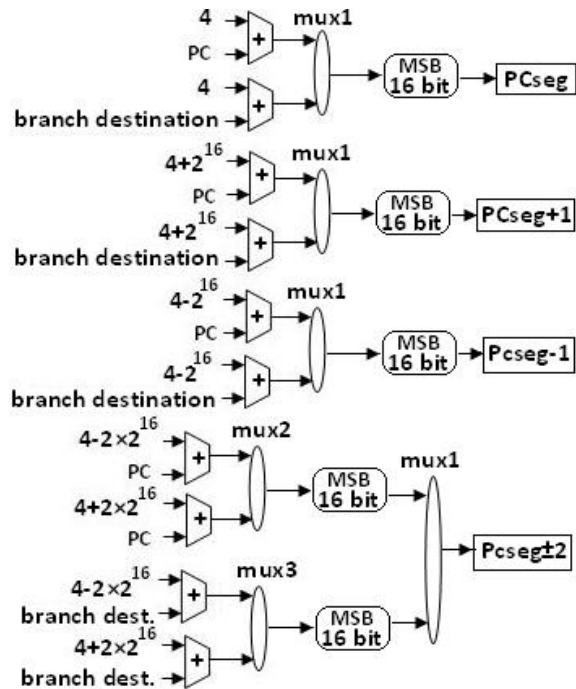 4
mux1
PC
+
MSB
16 bit
PCseg
4
branch destination
+
4+2^16
mux1
PC
+
MSB
16 bit
PCseg+1
4+2^16
branch destination
+
4-2^16
mux1
PC
+
MSB
16 bit
Pcseg-1
4-2^16
branch destination
+
4-2×2^16
mux2
mux1
PC
+
MSB
16 bit
4+2×2^16
PC
+
Pcseg±2
4-2×2^16
mux3
branch dest.
+
MSB
16 bit
4+2×2^16
branch dest.
+